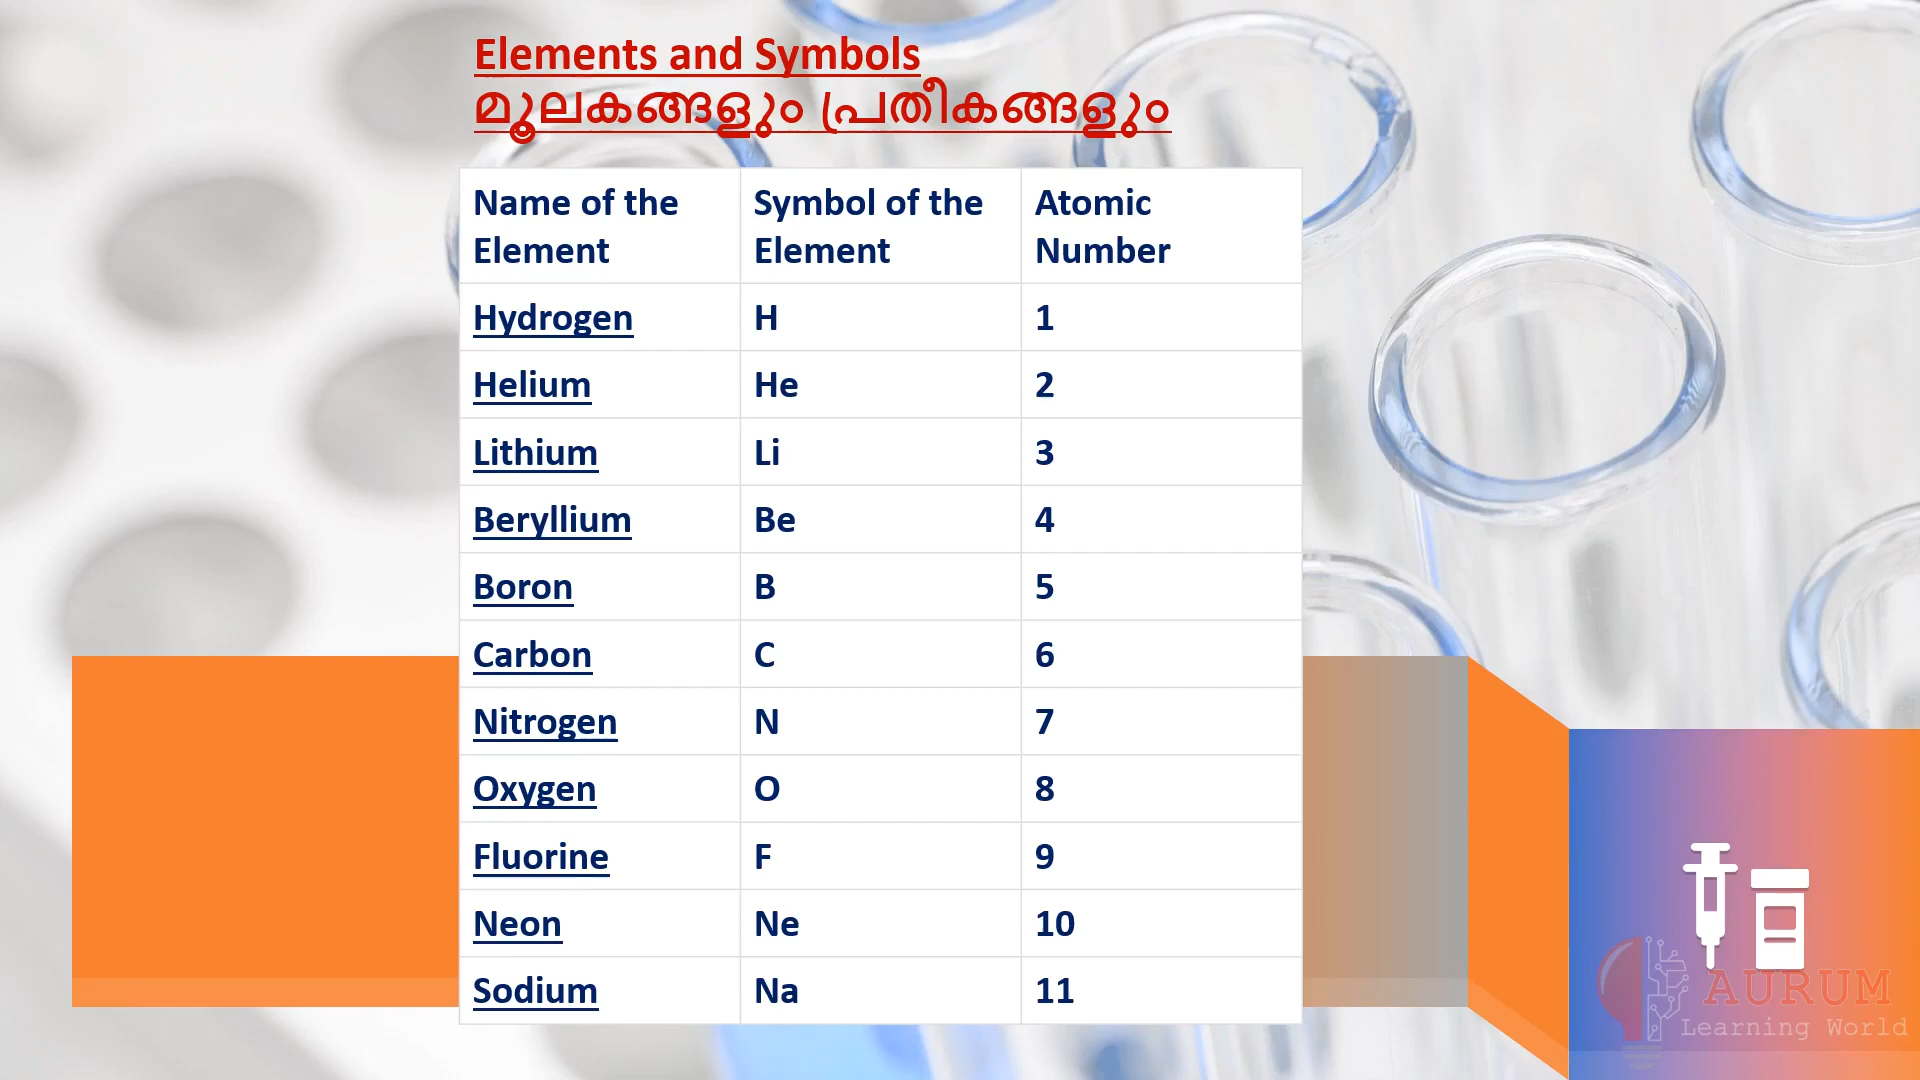 Elements and Symbols
മൂലകങ്ങളും പ്രതീകങ്ങളും
Name of the Element Symbol of the Element Atomic Number
Hydrogen H 1
Helium He 2
Lithium Li 3
Beryllium Be 4
Boron B 5
Carbon C 6
Nitrogen N 7
Oxygen O 8
Fluorine F 9
Neon Ne 10
Sodium Na 11
AURUM
Learning World